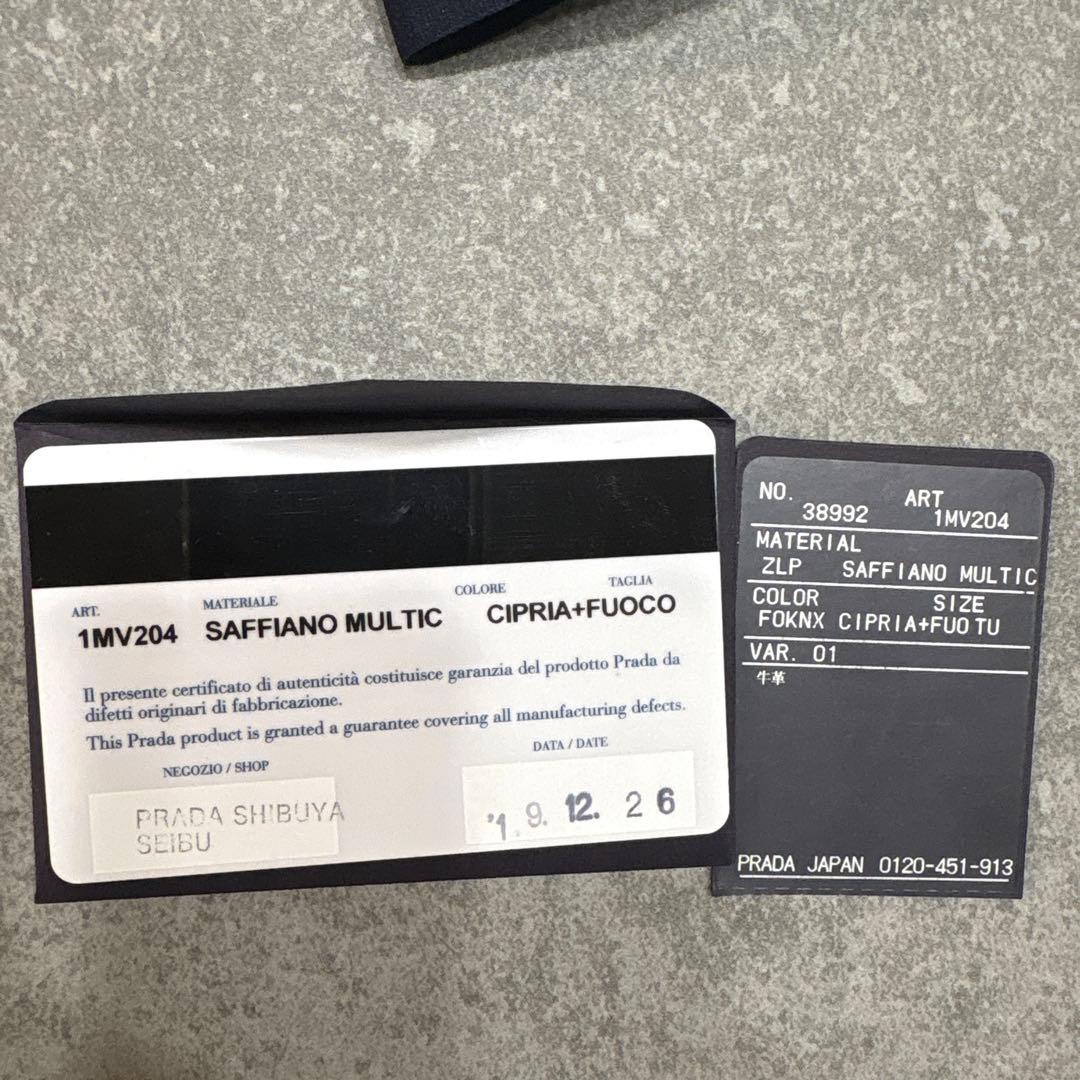 ART.
MATERIALE
COLORE
TAGLIA
1MV204
SAFFIANO MULTIC
CIPRIA+FUOCO
Il presente certificato di autenticità costituisce garanzia del prodotto Prada da
difetti originari di fabbricazione.
This Prada product is granted a guarantee covering all manufacturing defects.
NEGOZIO / SHOP
DATA / DATE
PRADA SHIBUYA
SEIBU
'1.9.12.26
NO.
ART
38992
1MV204
MATERIAL
ZLP SAFFIANO MULTIC
COLOR SIZE
F0KNX CIPRIA+FUO TU
VAR. 01
牛革
PRADA JAPAN 0120-451-913